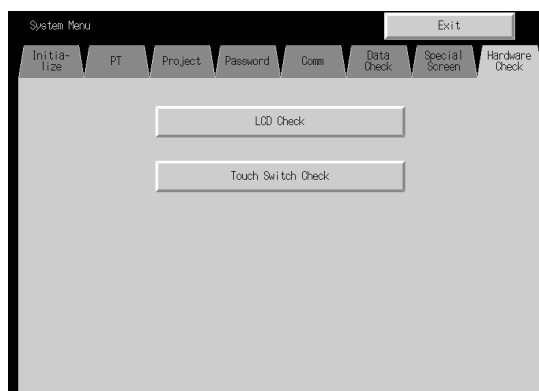 System Menu
Exit
Initia-
lize
PT
Project
Password
Comm
Data
Check
Special
Screen
Hardware
Check
LCD Check
Touch Switch Check